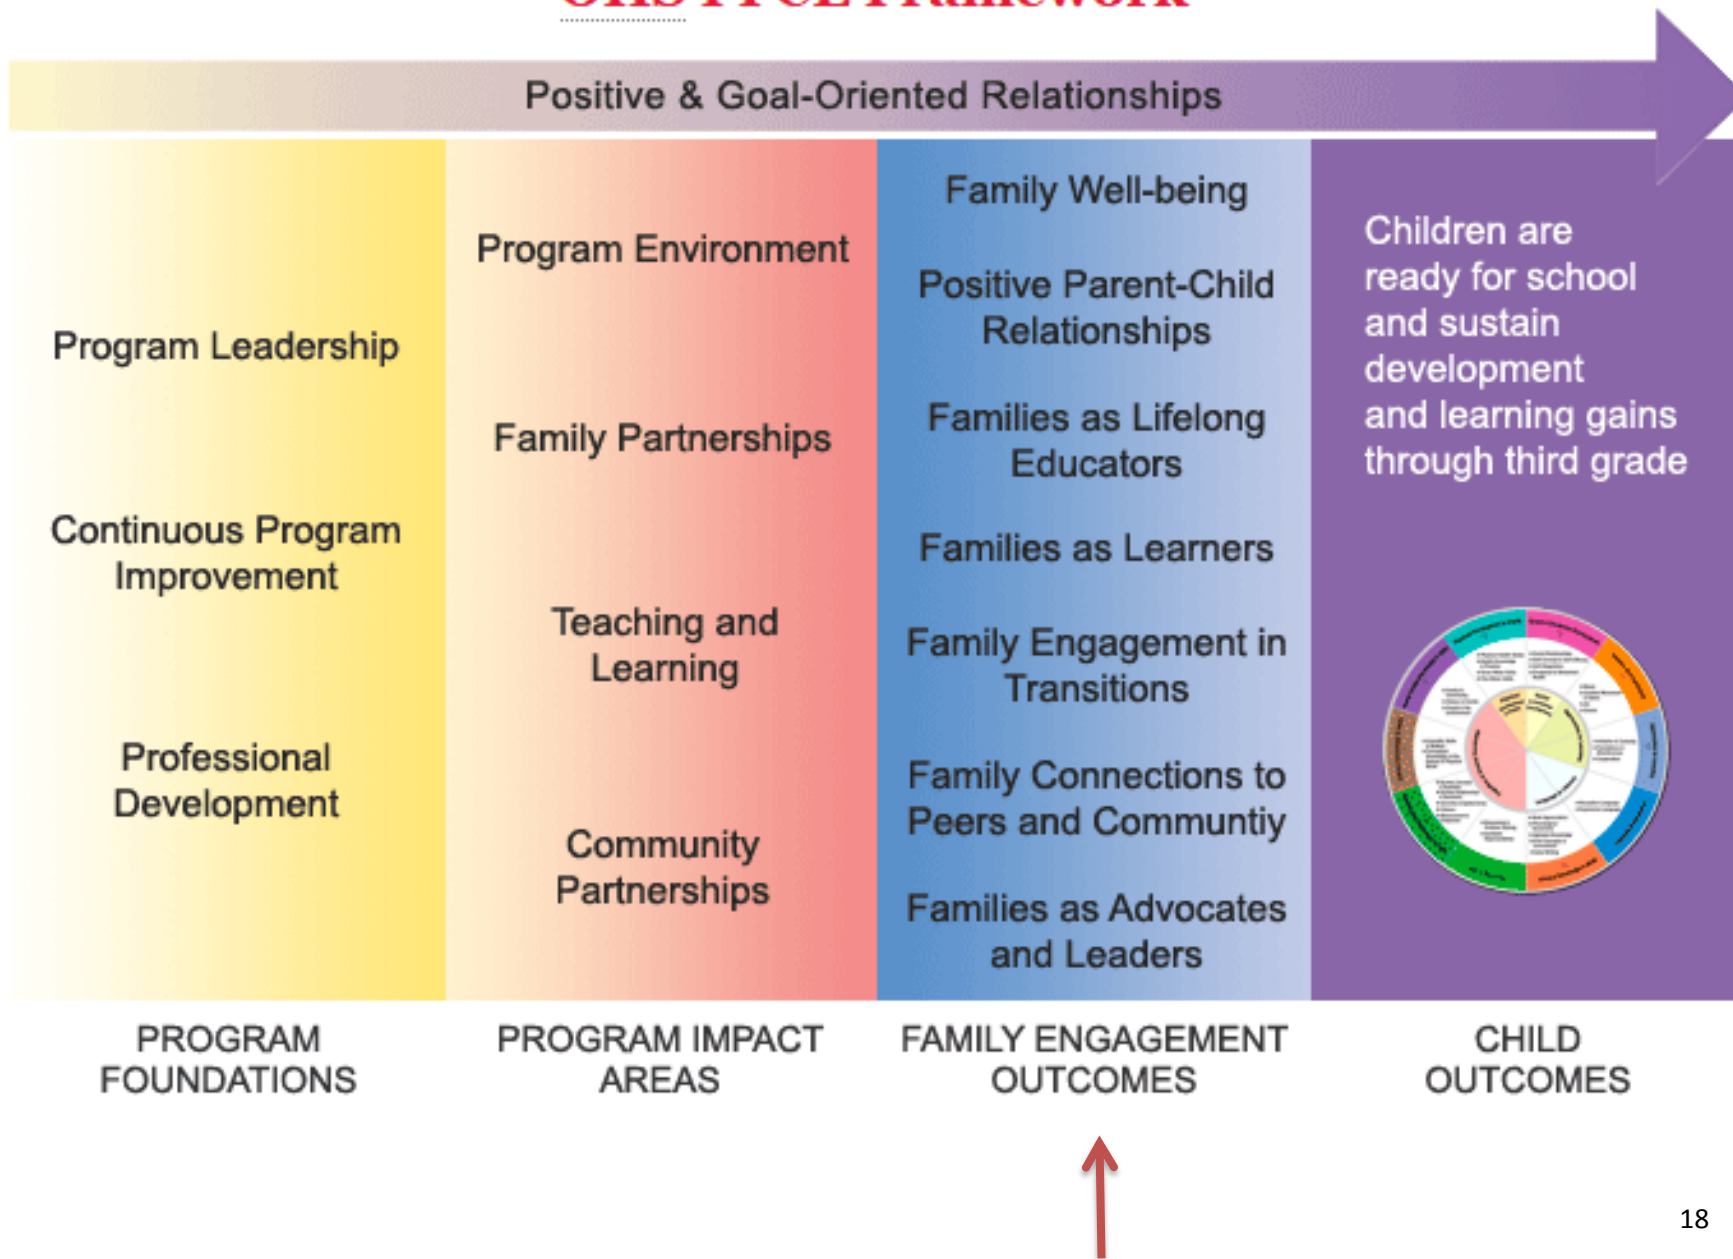 OHS PFCE Framework
Positive & Goal-Oriented Relationships
Program Leadership
Continuous Program
Improvement
Professional
Development
PROGRAM
FOUNDATIONS
Program Environment
Family Partnerships
Teaching and
Learning
Community
Partnerships
PROGRAM IMPACT
AREAS
Family Well-being
Positive Parent-Child
Relationships
Families as Lifelong
Educators
Families as Learners
Family Engagement in
Transitions
Family Connections to
Peers and Communtiy
Families as Advocates
and Leaders
FAMILY ENGAGEMENT
OUTCOMES
Children are
ready for school
and sustain
development
and learning gains
through third grade
CHILD
OUTCOMES
18